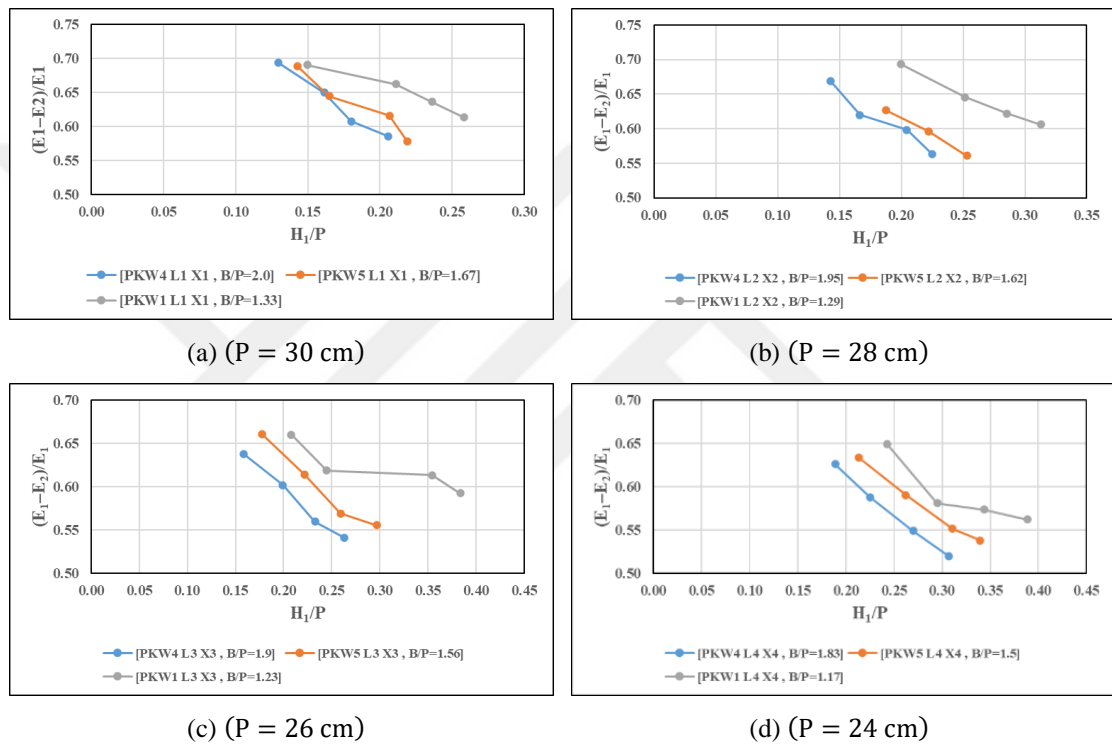 0.75
0.70
0.65
0.60
0.55
0.50
(E1−E2)/E1
0.00 0.05 0.10 0.15 0.20 0.25 0.30
H₁/P
[PKW4 L1 X1 , B/P=2.0] [PKW5 L1 X1 , B/P=1.67]
[PKW1 L1 X1 , B/P=1.33]
(a) (P = 30 cm)
0.75
0.70
0.65
0.60
0.55
0.50
(E₁−E₂)/E₁
0.00 0.05 0.10 0.15 0.20 0.25 0.30 0.35
H₁/P
[PKW4 L2 X2 , B/P=1.95] [PKW5 L2 X2 , B/P=1.62]
[PKW1 L2 X2 , B/P=1.29]
(b) (P = 28 cm)
0.70
0.65
0.60
0.55
0.50
(E₁−E₂)/E₁
0.00 0.05 0.10 0.15 0.20 0.25 0.30 0.35 0.40 0.45
H₁/P
[PKW4 L3 X3 , B/P=1.9] [PKW5 L3 X3 , B/P=1.56]
[PKW1 L3 X3 , B/P=1.23]
(c) (P = 26 cm)
0.70
0.65
0.60
0.55
0.50
(E₁−E₂)/E₁
0.00 0.05 0.10 0.15 0.20 0.25 0.30 0.35 0.40 0.45
H₁/P
[PKW4 L4 X4 , B/P=1.83] [PKW5 L4 X4 , B/P=1.5]
[PKW1 L4 X4 , B/P=1.17]
(d) (P = 24 cm)